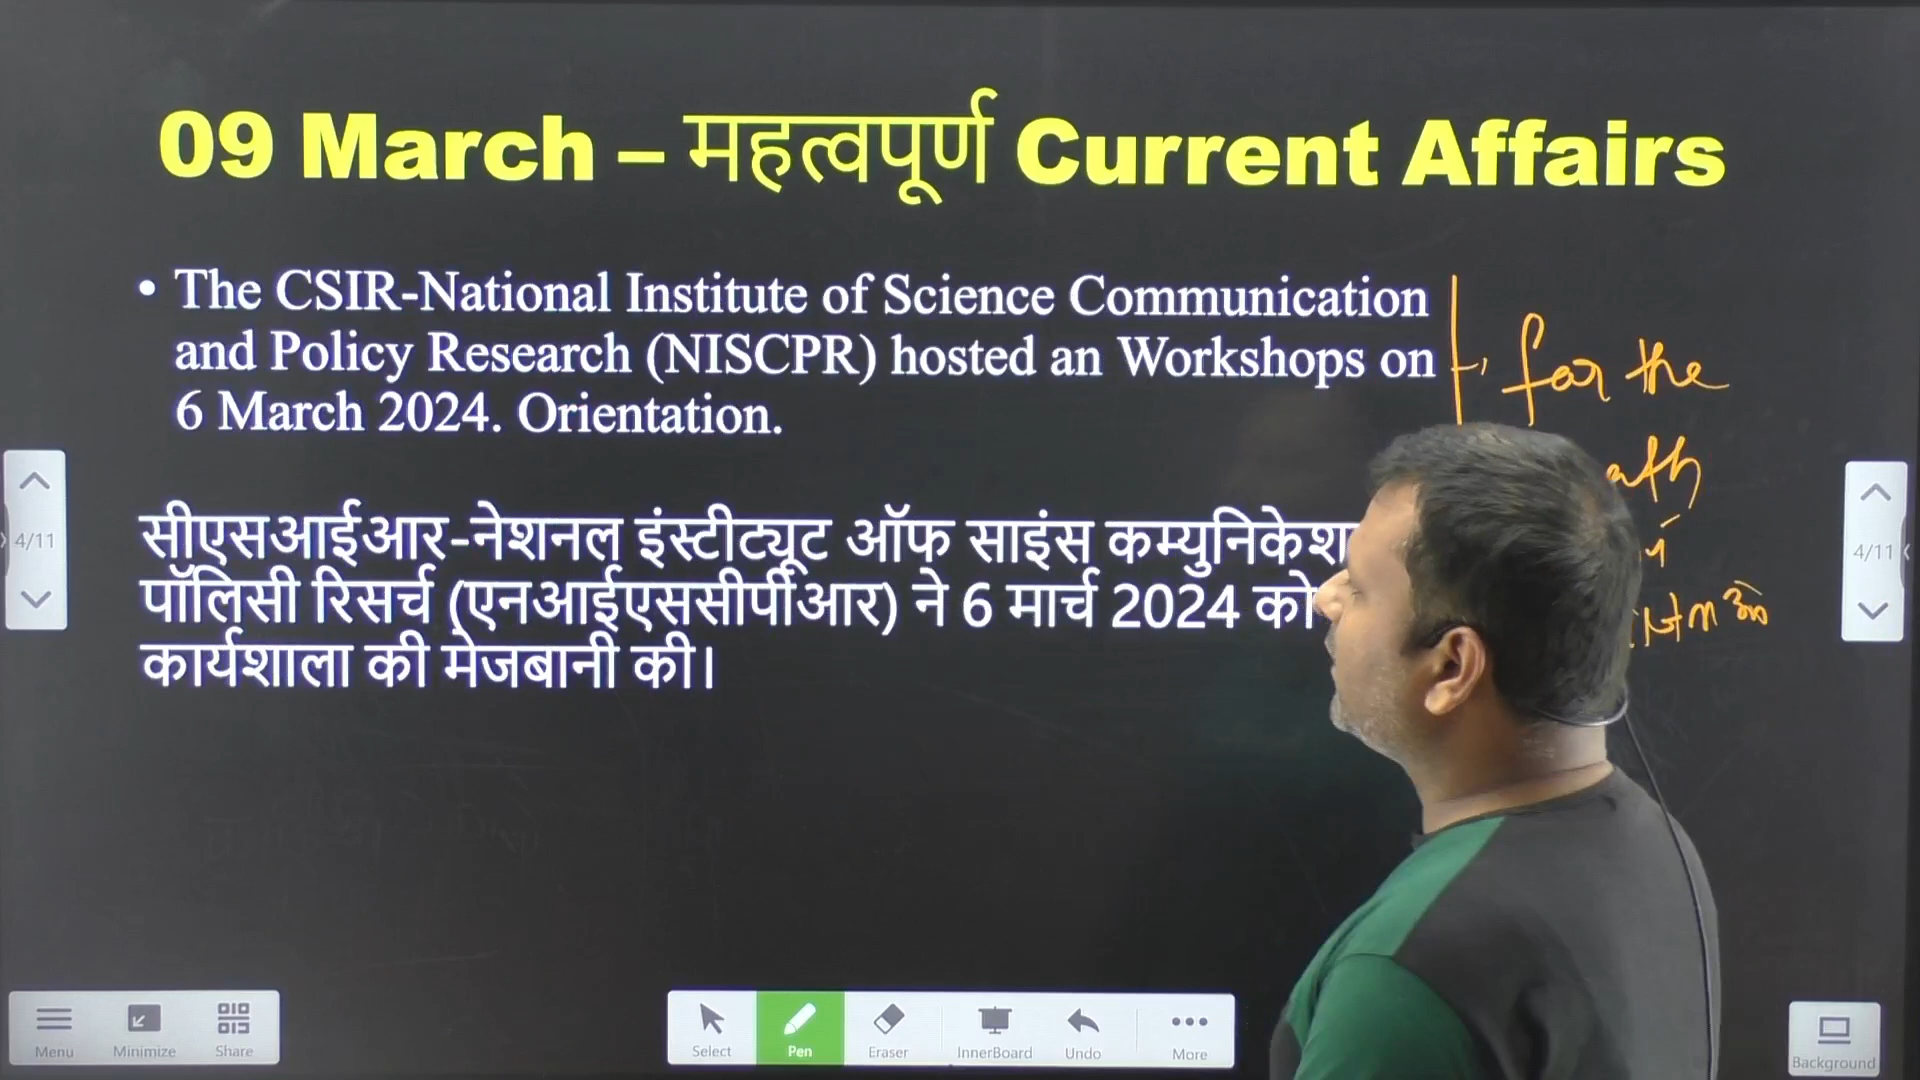 09 March – महत्वपूर्ण Current Affairs
• The CSIR-National Institute of Science Communication
and Policy Research (NISCPR) hosted an Workshops on
6 March 2024. Orientation.
for the
सीएसआईआर-नेशनल इंस्टीट्यूट ऑफ साइंस
पॉलिसी रिसर्च (एनआईएससीपीआर) ने 6 मार्च 2024 को
कार्यशाला की मेजबानी की।
4/11
4/11
Menu
Minimize
Share
Select
Pen
Eraser
InnerBoard
Undo
More
Background